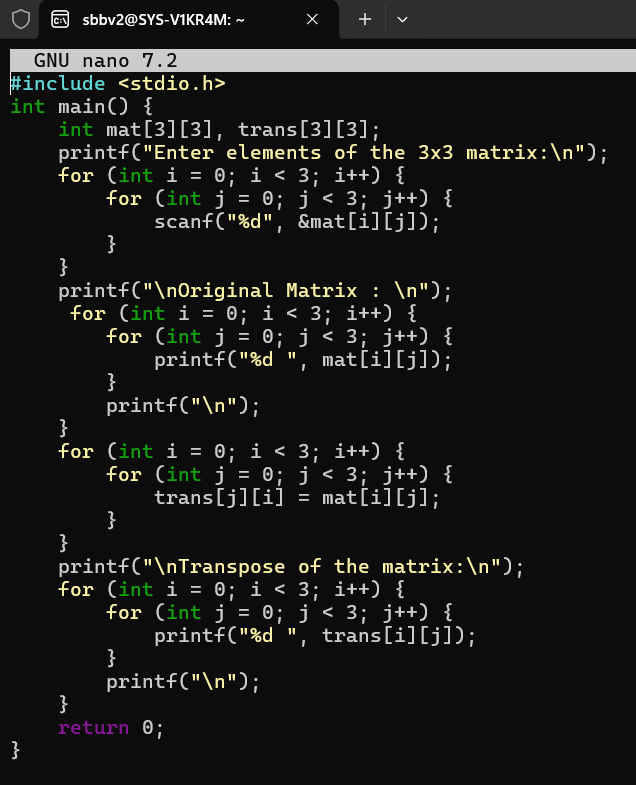 sbbv2@SYS-V1KR4M: ~
GNU nano 7.2
#include <stdio.h>
int main() {
    int mat[3][3], trans[3][3];
    printf("Enter elements of the 3x3 matrix:\n");
    for (int i = 0; i < 3; i++) {
        for (int j = 0; j < 3; j++) {
            scanf("%d", &mat[i][j]);
        }
    }
    printf("\nOriginal Matrix : \n");
     for (int i = 0; i < 3; i++) {
        for (int j = 0; j < 3; j++) {
            printf("%d ", mat[i][j]);
        }
        printf("\n");
    }
    for (int i = 0; i < 3; i++) {
        for (int j = 0; j < 3; j++) {
            trans[j][i] = mat[i][j];
        }
    }
    printf("\nTranspose of the matrix:\n");
    for (int i = 0; i < 3; i++) {
        for (int j = 0; j < 3; j++) {
            printf("%d ", trans[i][j]);
        }
        printf("\n");
    }
    return 0;
}